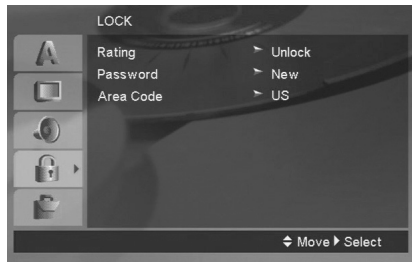 LOCK
A
Rating Unlock
Password New
Area Code US
Move Select